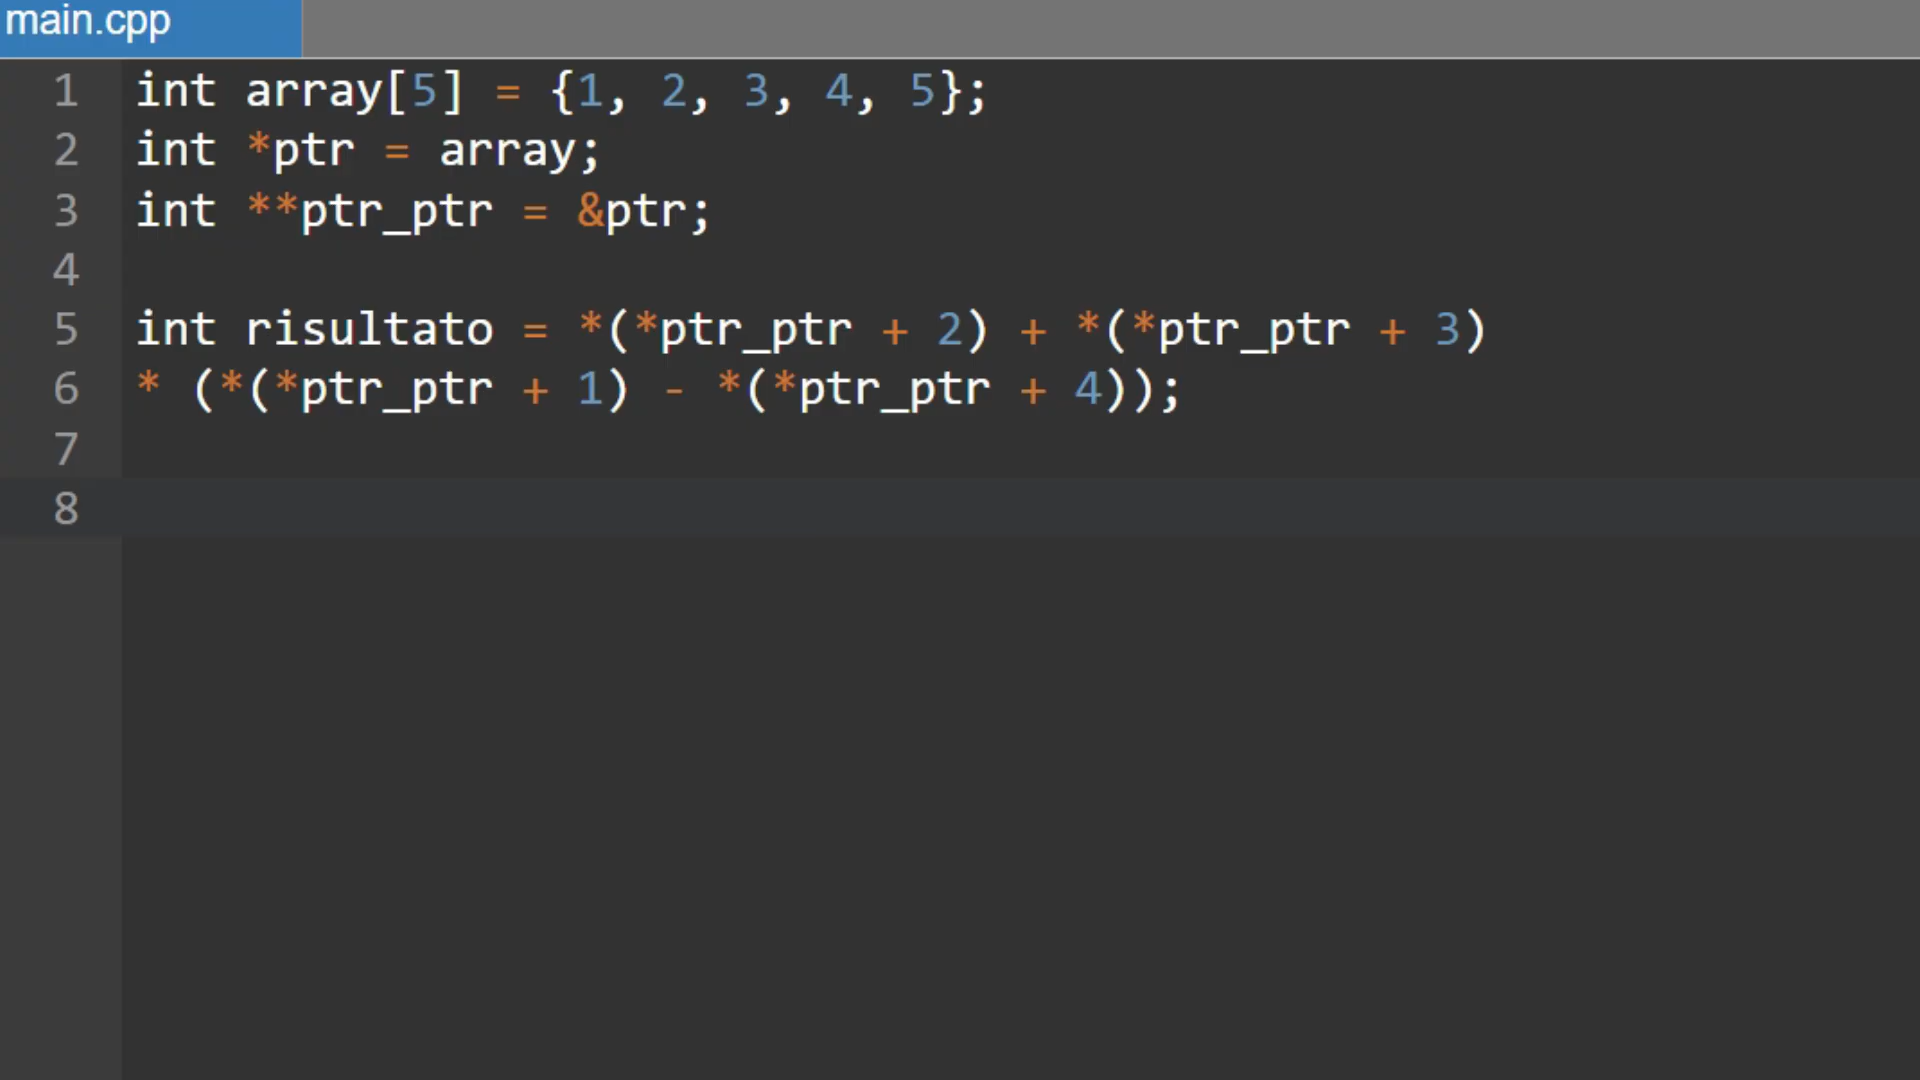 main.cpp
1 int array[5] = {1, 2, 3, 4, 5};
2 int *ptr = array;
3 int **ptr_ptr = &ptr;
4
5 int risultato = *(*ptr_ptr + 2) + *(*ptr_ptr + 3)
6 * (*(*ptr_ptr + 1) - *(*ptr_ptr + 4));
7
8